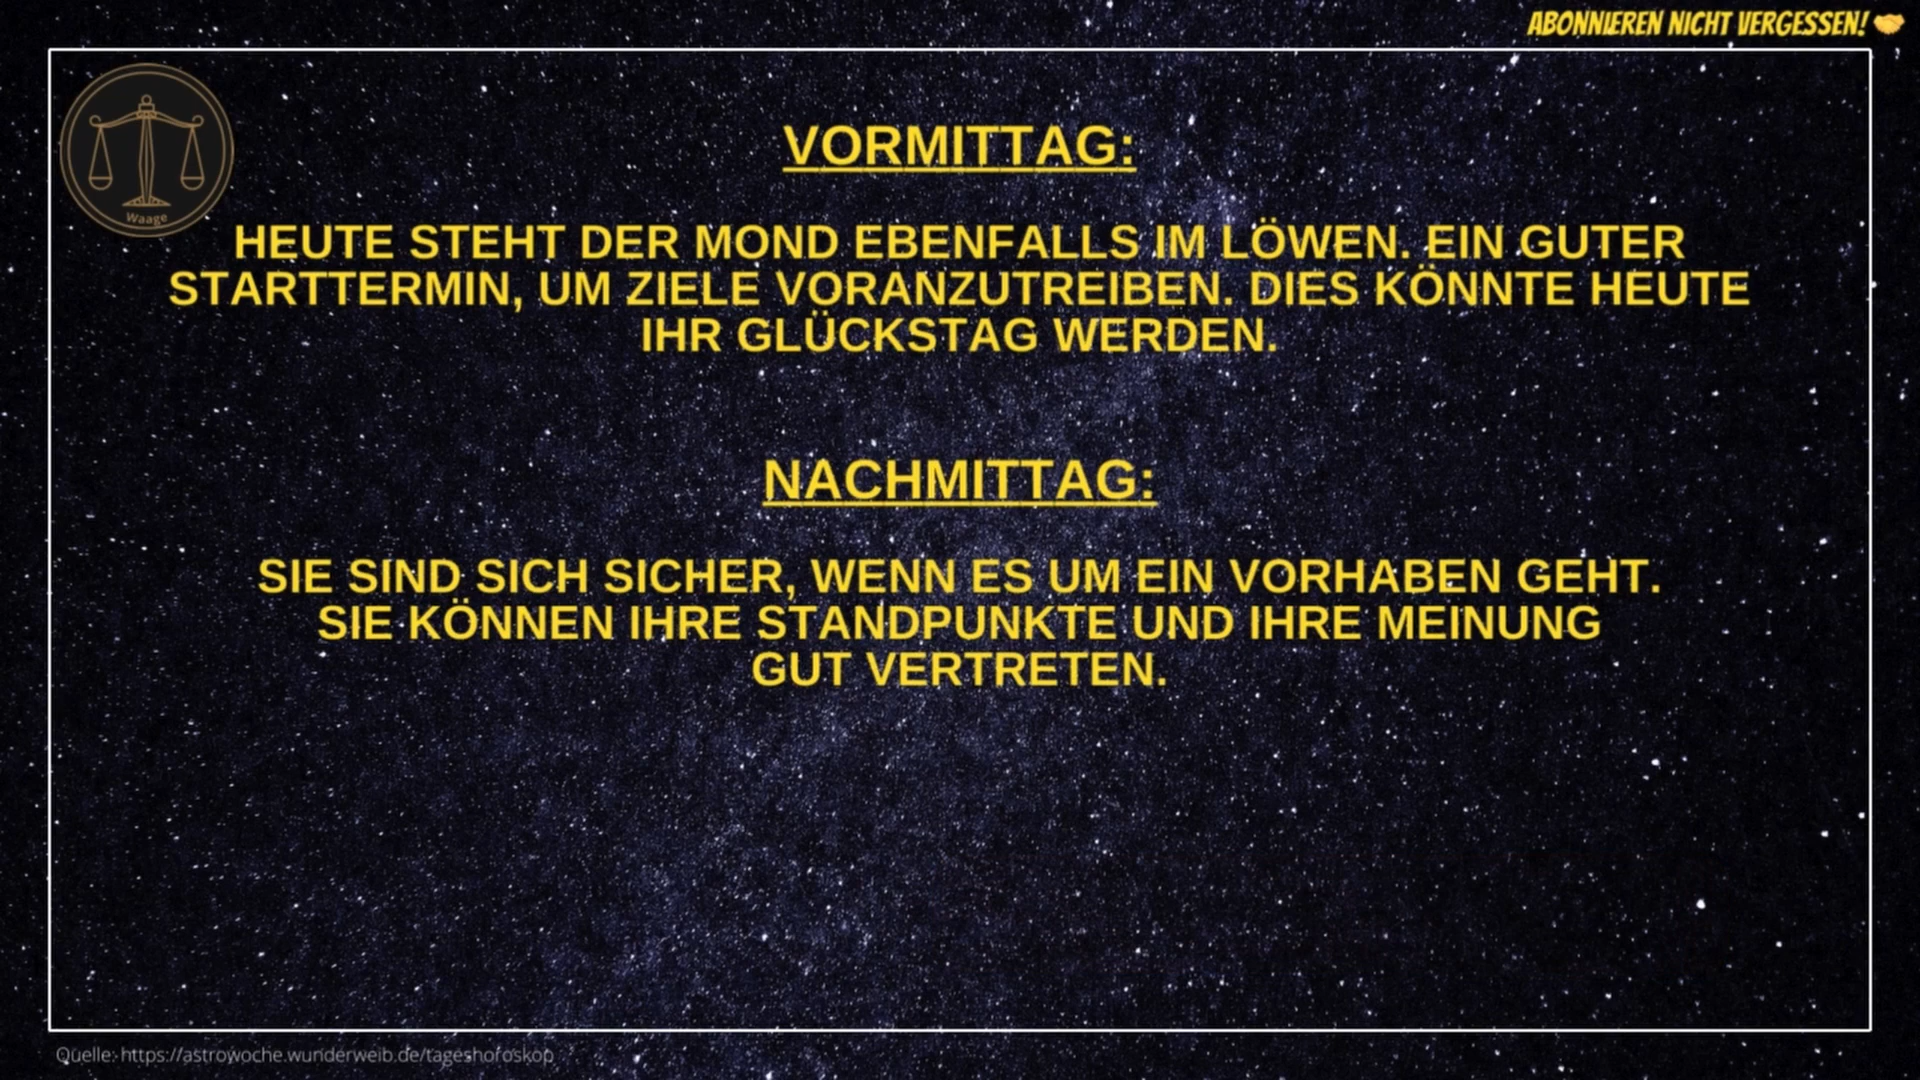 ABONNIEREN NICHT VERGESSEN!
Waage
VORMITTAG:
HEUTE STEHT DER MOND EBENFALLS IM LÖWEN. EIN GUTER
STARTTERMIN, UM ZIELE VORANZUTREIBEN. DIES KÖNNTE HEUTE
IHR GLÜCKSTAG WERDEN.
NACHMITTAG:
SIE SIND SICH SICHER, WENN ES UM EIN VORHABEN GEHT.
SIE KÖNNEN IHRE STANDPUNKTE UND IHRE MEINUNG
GUT VERTRETEN.
Quelle: https://astrowoche.wunderweib.de/tageshoroskop